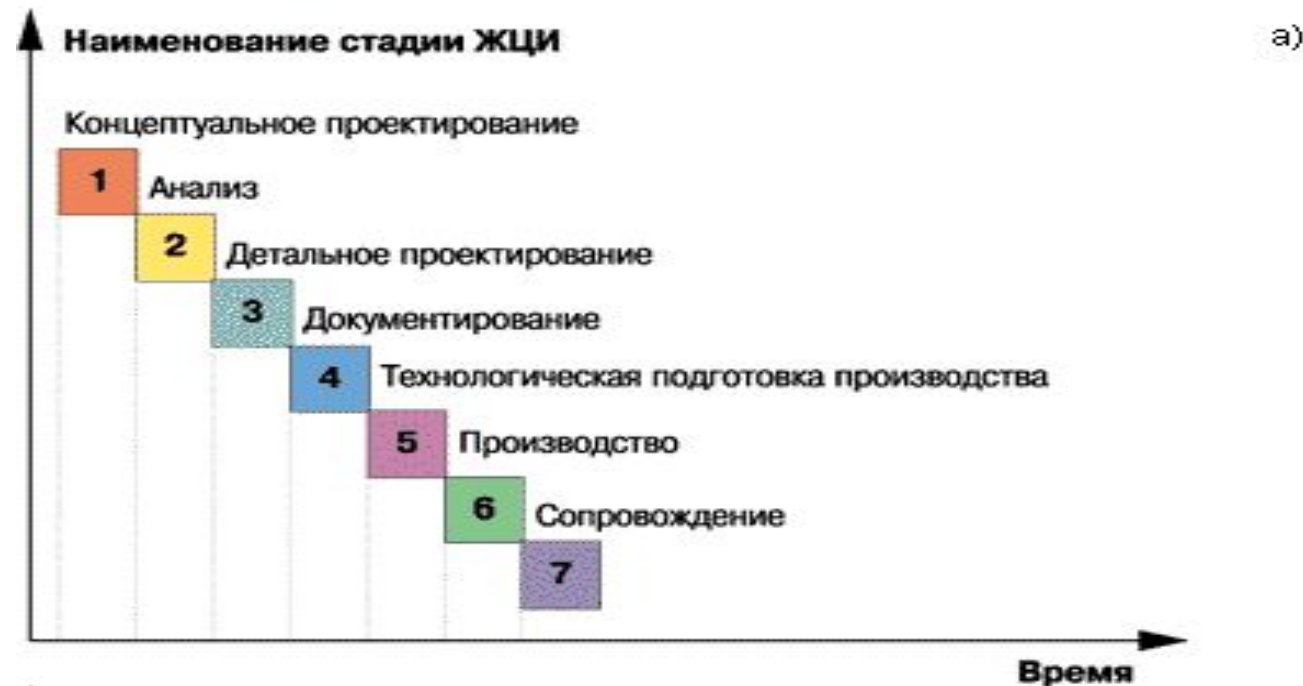 Наименование стадии ЖЦИ
а)
Концептуальное проектирование
1
Анализ
2
Детальное проектирование
3
Документирование
4
Технологическая подготовка производства
5
Производство
6
Сопровождение
7
Время